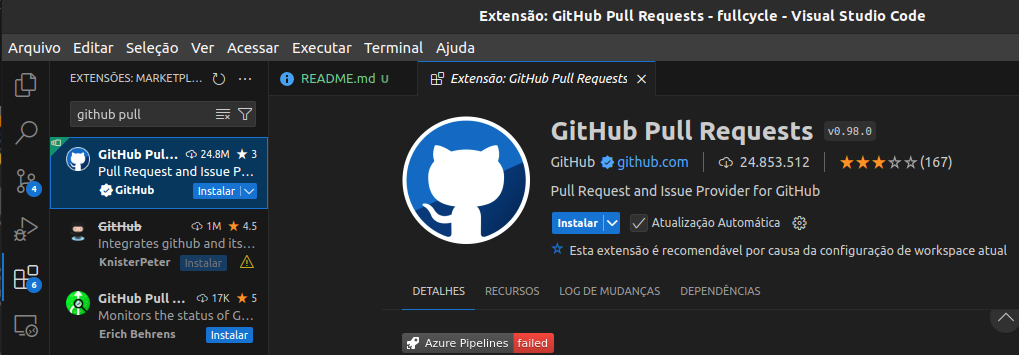 Extensão: GitHub Pull Requests - fullcycle - Visual Studio Code
Arquivo Editar Seleção Ver Acessar Executar Terminal Ajuda
EXTENSÕES: MARKETPL...
README.md U
Extensão: GitHub Pull Requests
github pull
GitHub Pul... 24.8M 3
Pull Request and Issue P...
GitHub Instalar
GitHub 1M 4.5
Integrates github and its...
KnisterPeter Instalar
GitHub Pull ... 17K 5
Monitors the status of G...
Erich Behrens Instalar
4
6
GitHub Pull Requests v0.98.0
GitHub github.com 24.853.512 (167)
Pull Request and Issue Provider for GitHub
Instalar Atualização Automática
Esta extensão é recomendável por causa da configuração de workspace atual
DETALHES RECURSOS LOG DE MUDANÇAS DEPENDÊNCIAS
Azure Pipelines failed